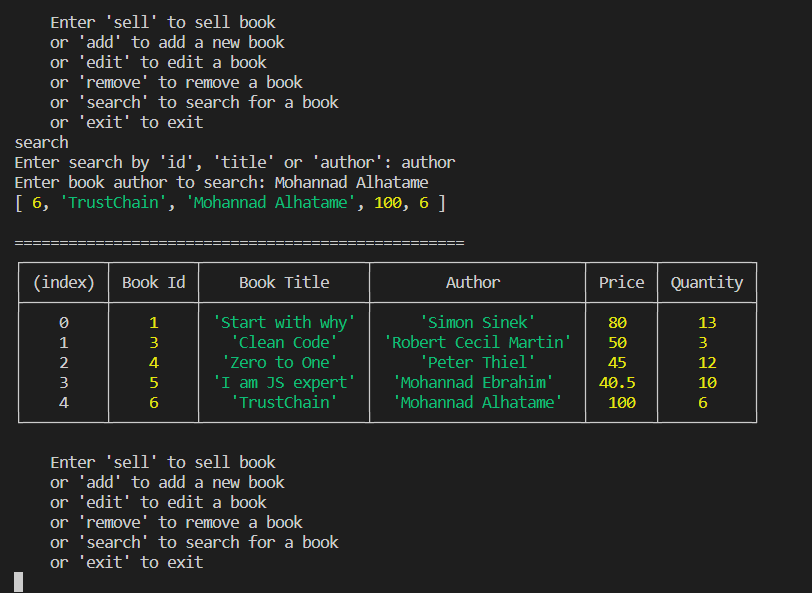 Enter 'sell' to sell book
or 'add' to add a new book
or 'edit' to edit a book
or 'remove' to remove a book
or 'search' to search for a book
or 'exit' to exit
search
Enter search by 'id', 'title' or 'author': author
Enter book author to search: Mohannad Alhatame
[ 6, 'TrustChain', 'Mohannad Alhatame', 100, 6 ]
==================================================
(index) Book Id Book Title Author Price Quantity
0 1 'Start with why' 'Simon Sinek' 80 13
1 3 'Clean Code' 'Robert Cecil Martin' 50 3
2 4 'Zero to One' 'Peter Thiel' 45 12
3 5 'I am JS expert' 'Mohannad Ebrahim' 40.5 10
4 6 'TrustChain' 'Mohannad Alhatame' 100 6
Enter 'sell' to sell book
or 'add' to add a new book
or 'edit' to edit a book
or 'remove' to remove a book
or 'search' to search for a book
or 'exit' to exit